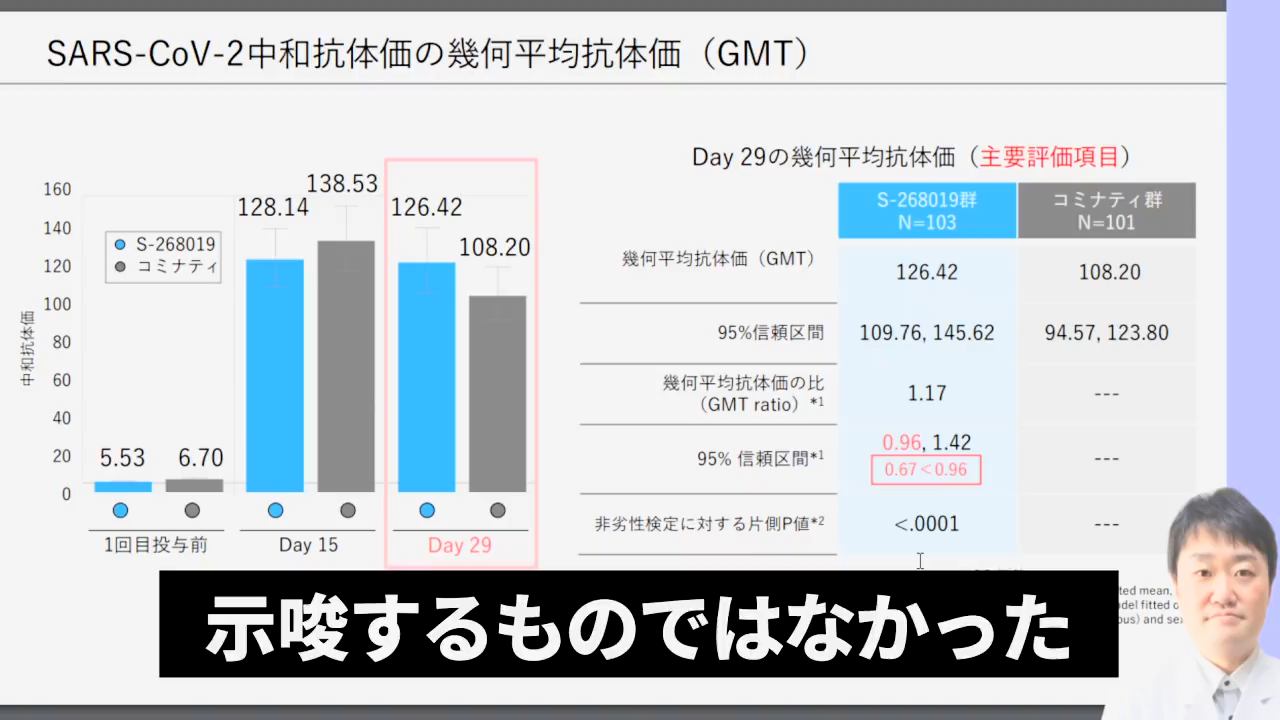 SARS-CoV-2中和抗体価の幾何平均抗体価（GMT）
中和抗体価
160
140
120
100
80
60
40
20
0
S-268019
コミナティ
5.53
6.70
128.14
138.53
126.42
108.20
1回目投与前
Day 15
Day 29
Day 29の幾何平均抗体価（主要評価項目）
S-268019群
N=103
コミナティ群
N=101
幾何平均抗体価（GMT）
126.42
108.20
95%信頼区間
109.76, 145.62
94.57, 123.80
幾何平均抗体価の比
（GMT ratio）*1
1.17
---
95% 信頼区間*1
0.96, 1.42
0.67＜0.96
---
非劣性検定に対する片側P値*2
<.0001
---
ted mean,
del fitted
ous) and se
示唆するものではなかった